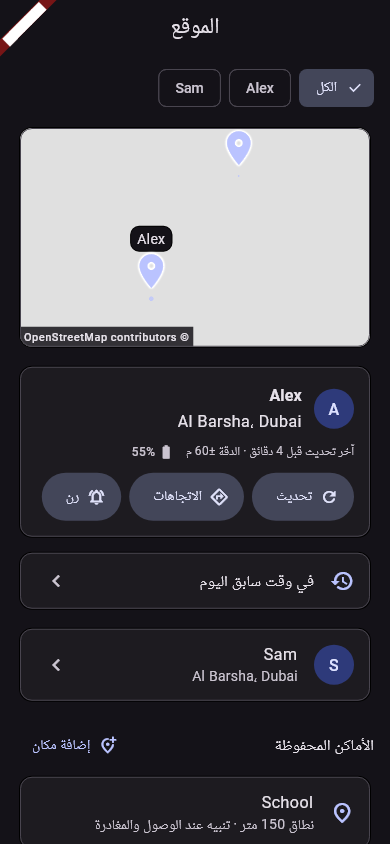 الموقع
الكل
Alex
Sam
Alex
OpenStreetMap contributors ©
A
Alex
Al Barsha, Dubai
آخر تحديث قبل 4 دقائق · الدقة ±60 م
55%
تحديث
الاتجاهات
رن
في وقت سابق اليوم
S
Sam
Al Barsha, Dubai
الأماكن المحفوظة
إضافة مكان
School
نطاق 150 متر · تنبيه عند الوصول والمغادرة